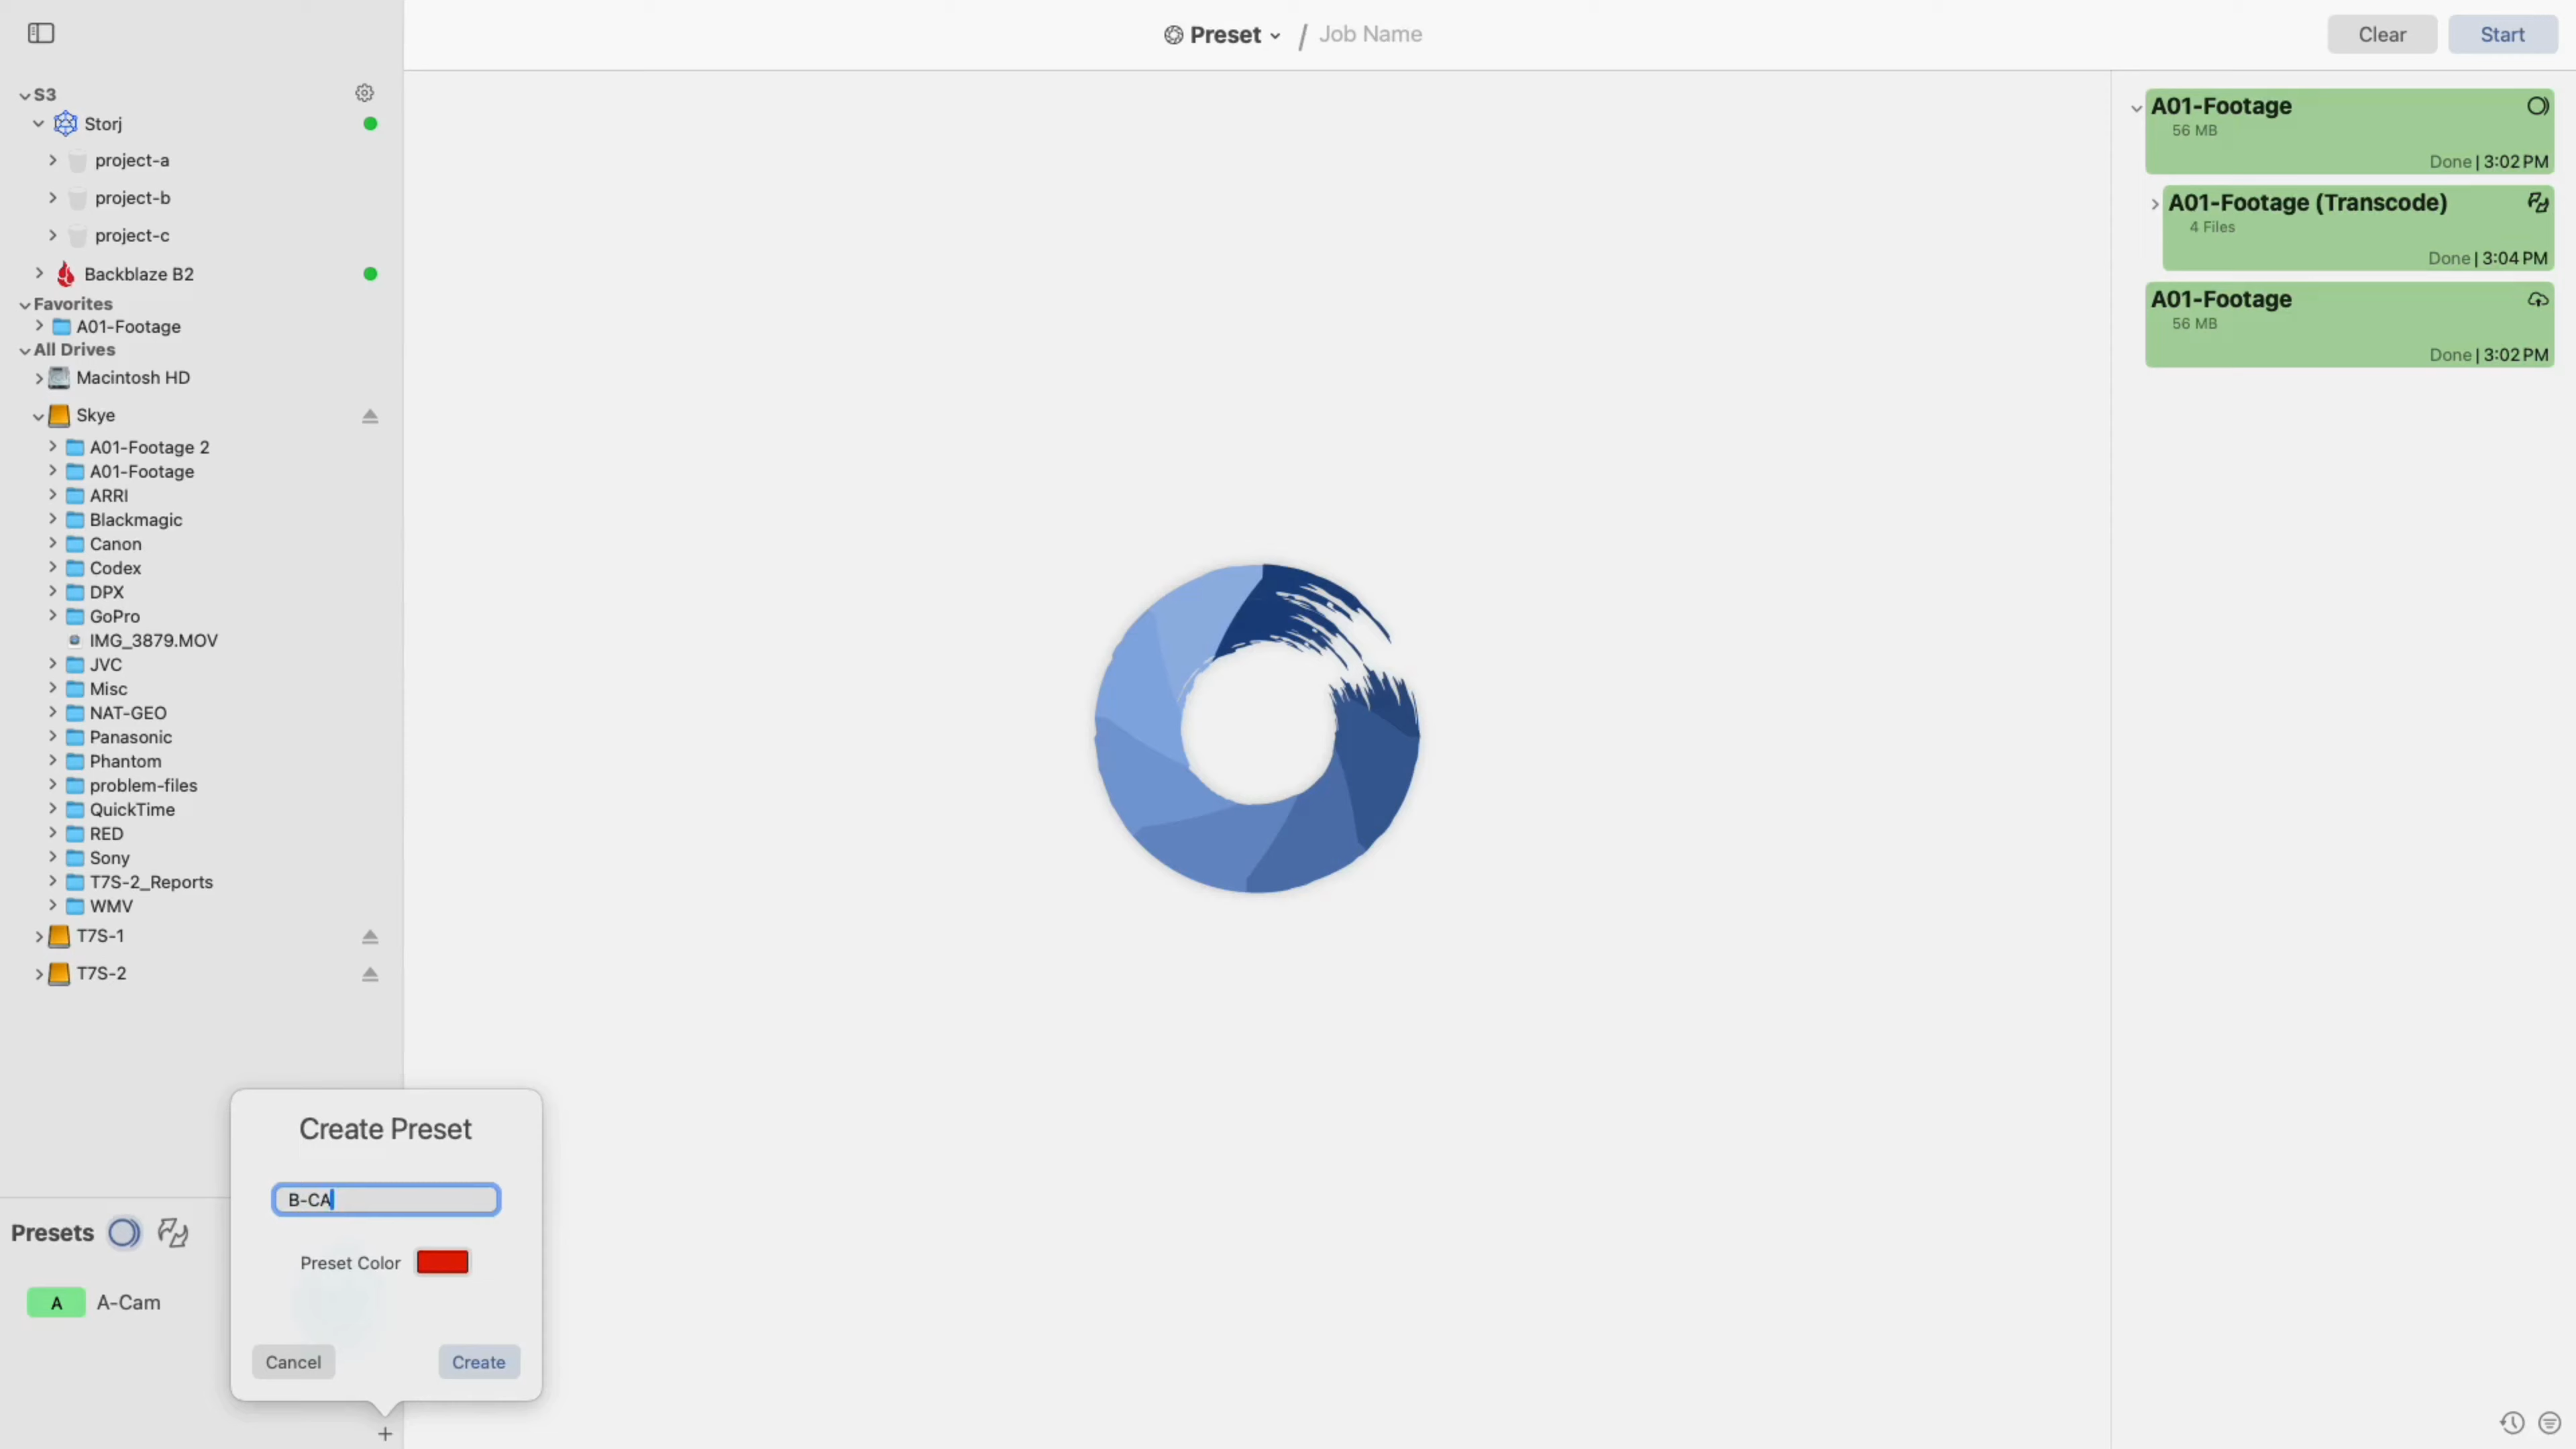 Preset / Job Name
Clear
Start
S3
Storj
project-a
project-b
project-c
Backblaze B2
Favorites
A01-Footage
All Drives
Macintosh HD
Skye
A01-Footage 2
A01-Footage
ARRI
Blackmagic
Canon
Codex
DPX
GoPro
IMG_3879.MOV
JVC
Misc
NAT-GEO
Panasonic
Phantom
problem-files
QuickTime
RED
Sony
T7S-2_Reports
WMV
T7S-1
T7S-2
Presets
A A-Cam
Create Preset
B-CA
Preset Color
Cancel
Create
+
A01-Footage
56 MB
Done | 3:02 PM
A01-Footage (Transcode)
4 Files
Done | 3:04 PM
A01-Footage
56 MB
Done | 3:02 PM